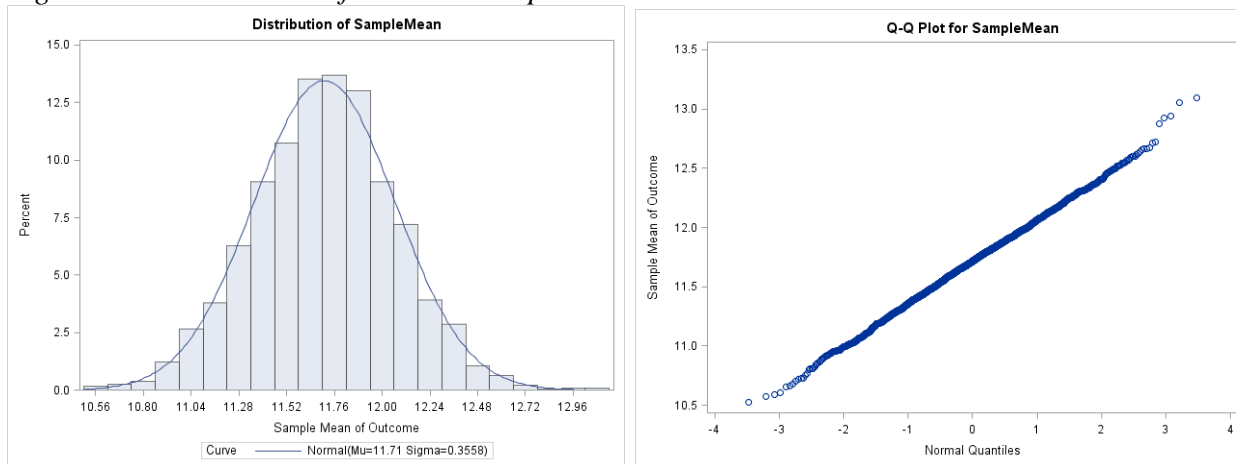 Distribution of SampleMean
15.0
12.5
10.0
7.5
5.0
2.5
0.0
Percent
10.56 10.80 11.04 11.28 11.52 11.76 12.00 12.24 12.48 12.72 12.96
Sample Mean of Outcome
Curve Normal(Mu=11.71 Sigma=0.3558)
Q-Q Plot for SampleMean
13.5
13.0
12.5
12.0
11.5
11.0
10.5
Sample Mean of Outcome
-4 -3 -2 -1 0 1 2 3 4
Normal Quantiles